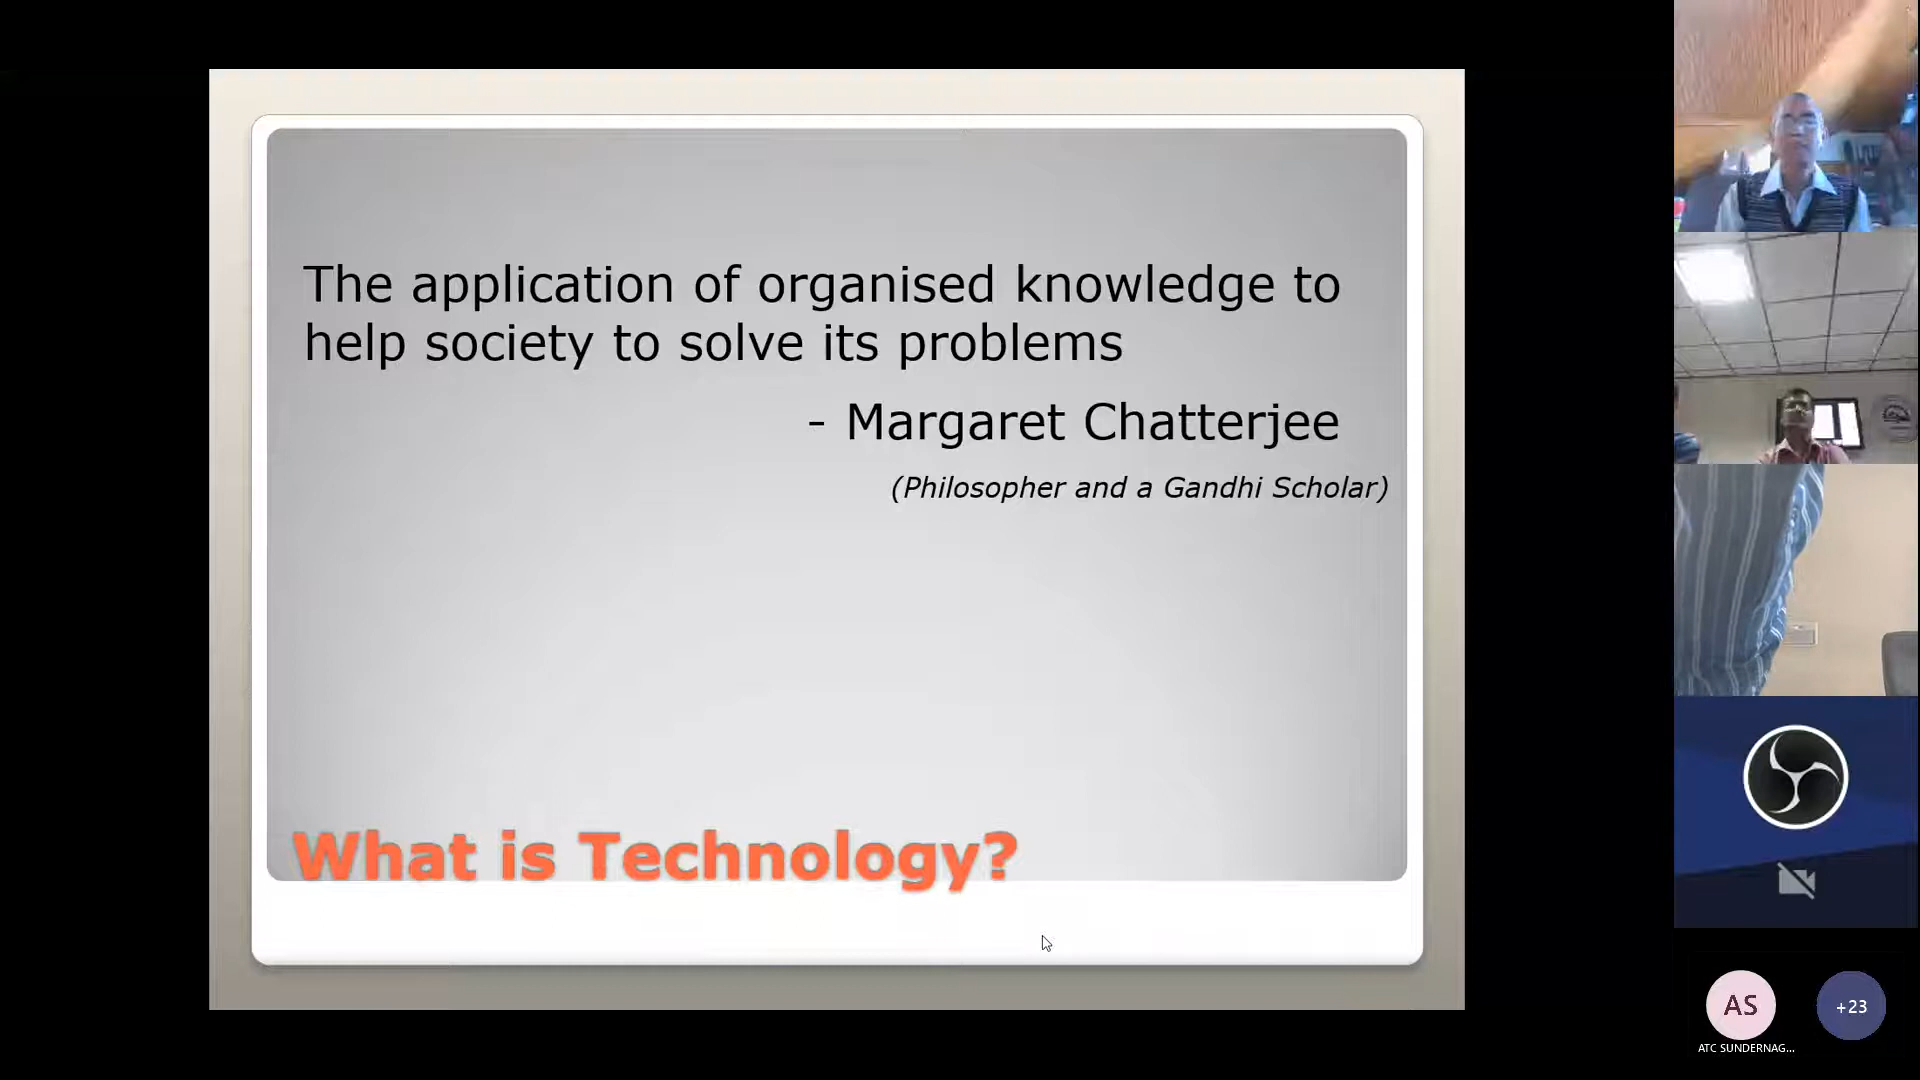 The application of organised knowledge to
help society to solve its problems
- Margaret Chatterjee
(Philosopher and a Gandhi Scholar)
What is Technology?
AS
+23
ATC SUNDERNAG...